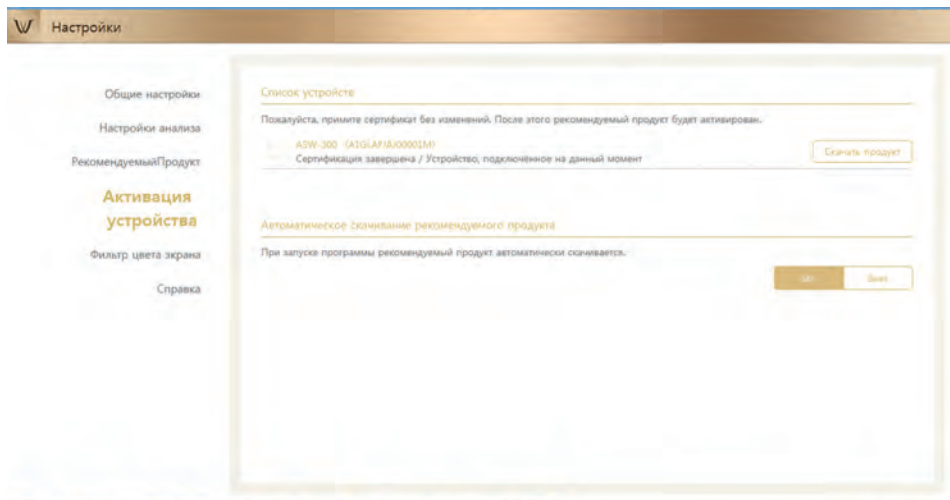 Настройки
Общие настройки
Настройки анализа
РекомендуемыйПродукт
Активация
устройства
Фильтр цвета экрана
Справка
Список устройств
Пожалуйста, примите сертификат без изменений. После этого рекомендуемый продукт будет активирован.
ASW-300
Сертификация завершена / Устройство, подключённое на данный момент
Скачать продукт
Автоматическое скачивание рекомендуемого продукта
При запуске программы рекомендуемый продукт автоматически скачивается.